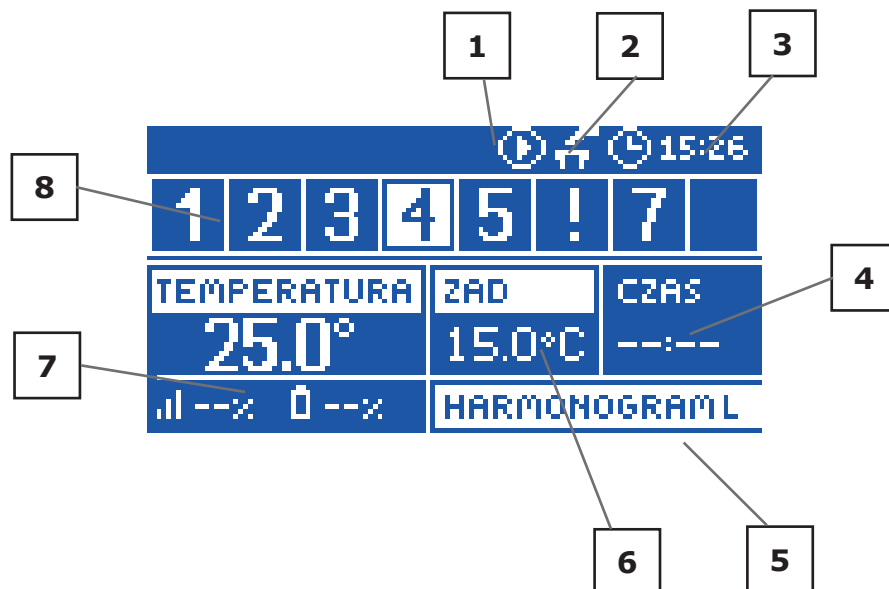 1 2 3
15:26
8
1 2 3 4 5 ! 7
4
TEMPERATURA ZAD CZAS
25.0° 15.0°C --:--
7
--% --% HARMONOGRAM L
6 5